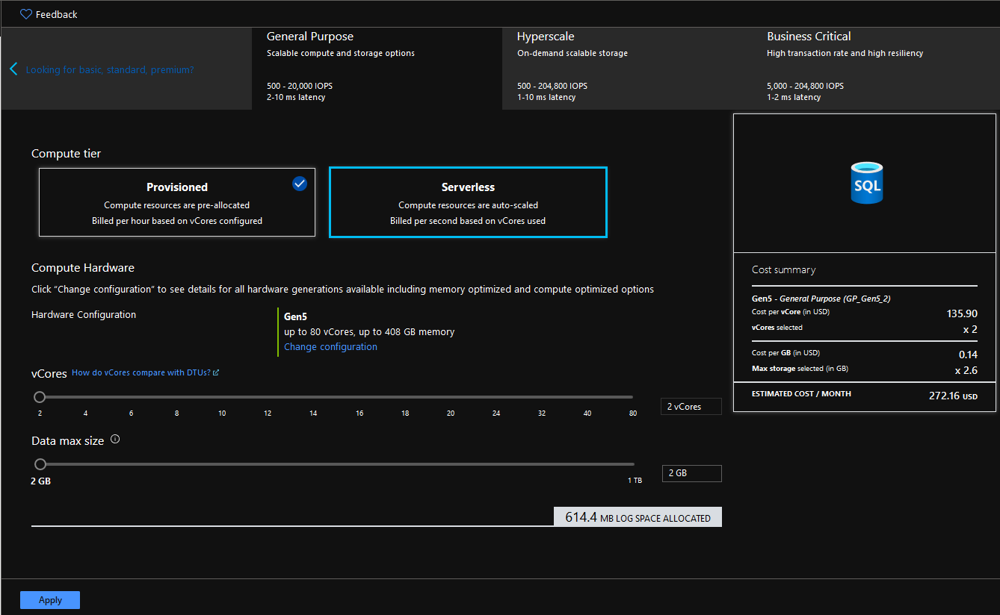 Feedback
Looking for basic, standard, premium?
General Purpose
Scalable compute and storage options
500 - 20,000 IOPS
2-10 ms latency
Hyperscale
On-demand scalable storage
500 - 204,800 IOPS
1-10 ms latency
Business Critical
High transaction rate and high resiliency
5,000 - 204,800 IOPS
1-2 ms latency
Compute tier
Provisioned
Compute resources are pre-allocated
Billed per hour based on vCores configured
Serverless
Compute resources are auto-scaled
Billed per second based on vCores used
Compute Hardware
Click “Change configuration” to see details for all hardware generations available including memory optimized and compute optimized options
Hardware Configuration
Gen5
up to 80 vCores, up to 408 GB memory
Change configuration
vCores How do vCores compare with DTUs?
2 4 6 8 10 12 14 16 18 20 24 32 40 80
2 vCores
Data max size
2 GB
1 TB
2 GB
614.4 MB LOG SPACE ALLOCATED
SQL
Cost summary
Gen5 - General Purpose (GP_Gen5_2)
Cost per vCore (in USD) 135.90
vCores selected x 2
Cost per GB (in USD) 0.14
Max storage selected (in GB) x 2.6
ESTIMATED COST / MONTH 272.16 USD
Apply